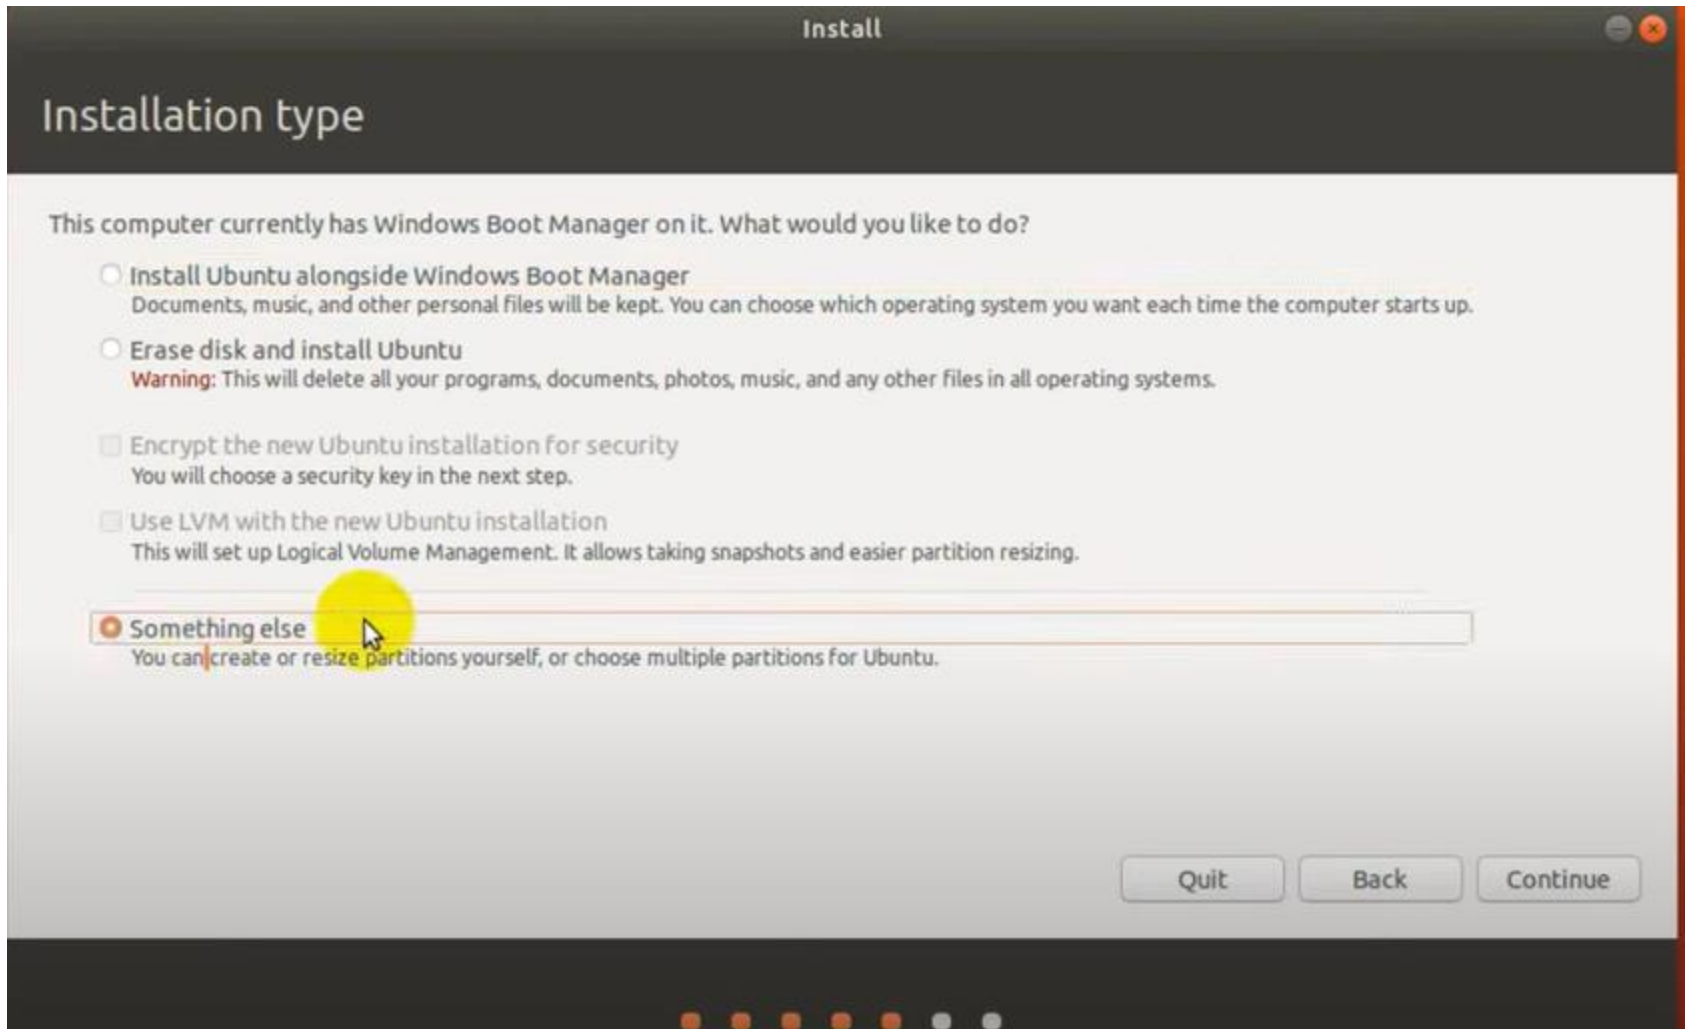 Install
Installation type
This computer currently has Windows Boot Manager on it. What would you like to do?
Install Ubuntu alongside Windows Boot Manager
Documents, music, and other personal files will be kept. You can choose which operating system you want each time the computer starts up.
Erase disk and install Ubuntu
Warning: This will delete all your programs, documents, photos, music, and any other files in all operating systems.
Encrypt the new Ubuntu installation for security
You will choose a security key in the next step.
Use LVM with the new Ubuntu installation
This will set up Logical Volume Management. It allows taking snapshots and easier partition resizing.
Something else
You can create or resize partitions yourself, or choose multiple partitions for Ubuntu.
Quit Back Continue